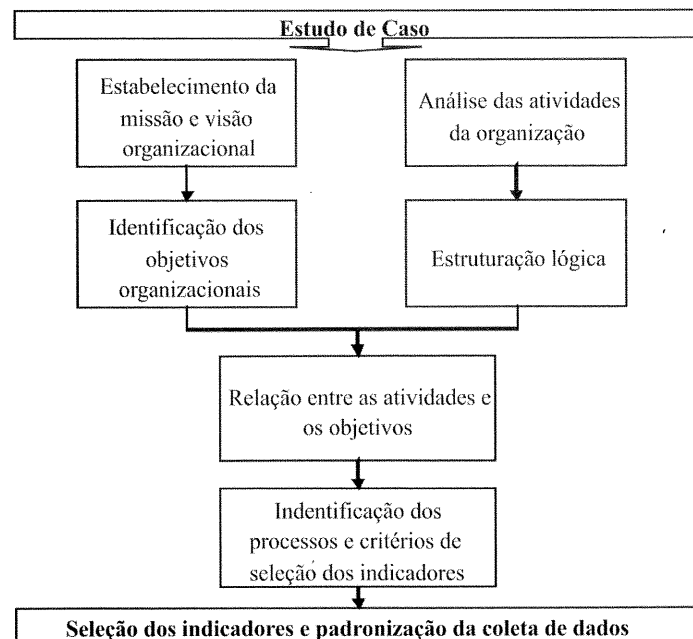 Estudo de Caso
Estabelecimento da
missão e visão
organizacional
Análise das atividades
da organização
Identificação dos
objetivos
organizacionais
Estruturação lógica
Relação entre as atividades e
os objetivos
Indentificação dos
processos e critérios de
seleção dos indicadores
Seleção dos indicadores e padronização da coleta de dados